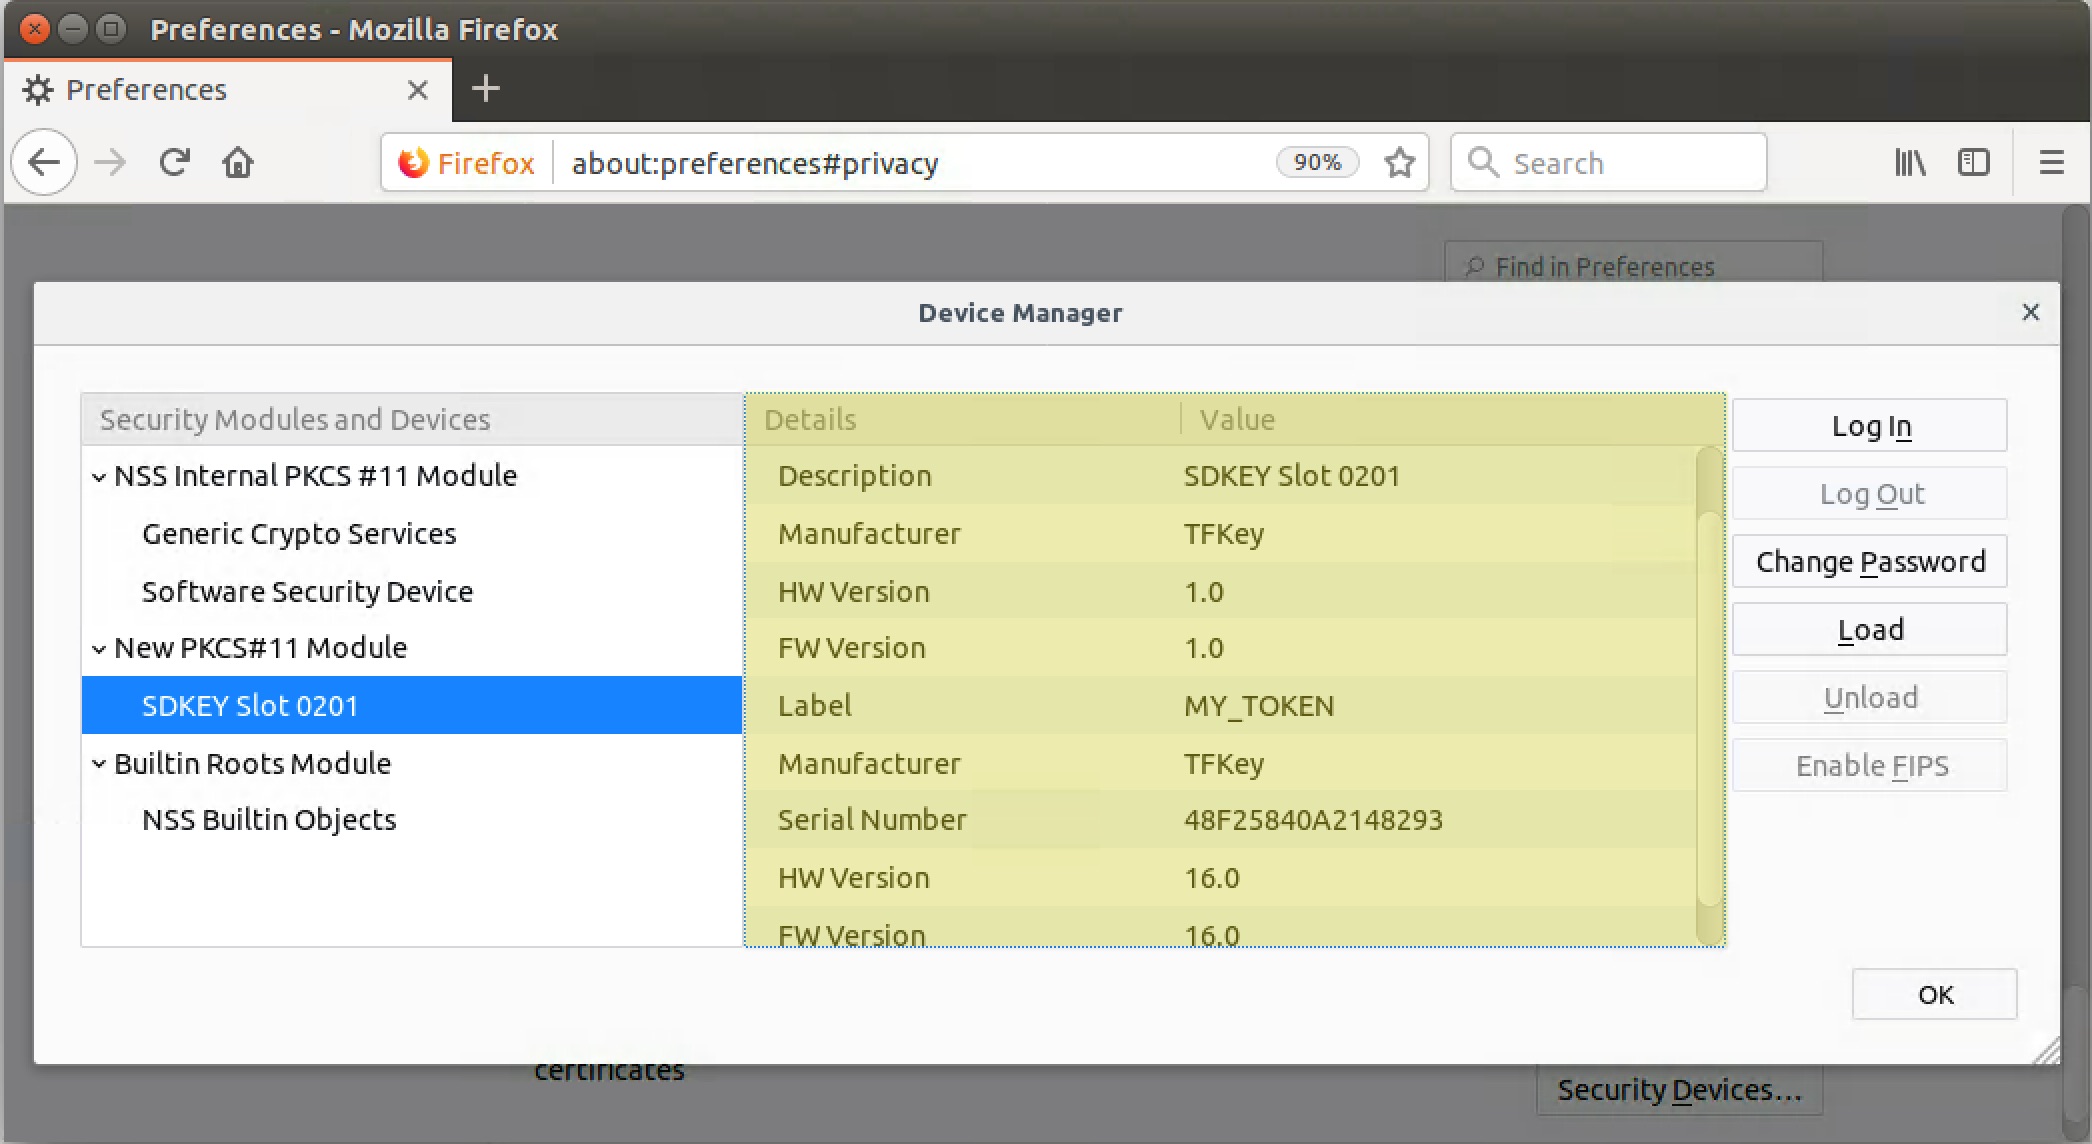 Preferences - Mozilla Firefox
Preferences
Firefox about:preferences#privacy 90% Search
Find in Preferences
Device Manager
Security Modules and Devices Details Value
NSS Internal PKCS #11 Module Description SDKEY Slot 0201 Log In
Generic Crypto Services Manufacturer TFKey Log Out
Software Security Device HW Version 1.0 Change Password
New PKCS#11 Module FW Version 1.0 Load
SDKEY Slot 0201 Label MY_TOKEN Unload
Builtin Roots Module Manufacturer TFKey Enable FIPS
NSS Builtin Objects Serial Number 48F25840A2148293
HW Version 16.0
FW Version 16.0
OK
certificates
Security Devices...